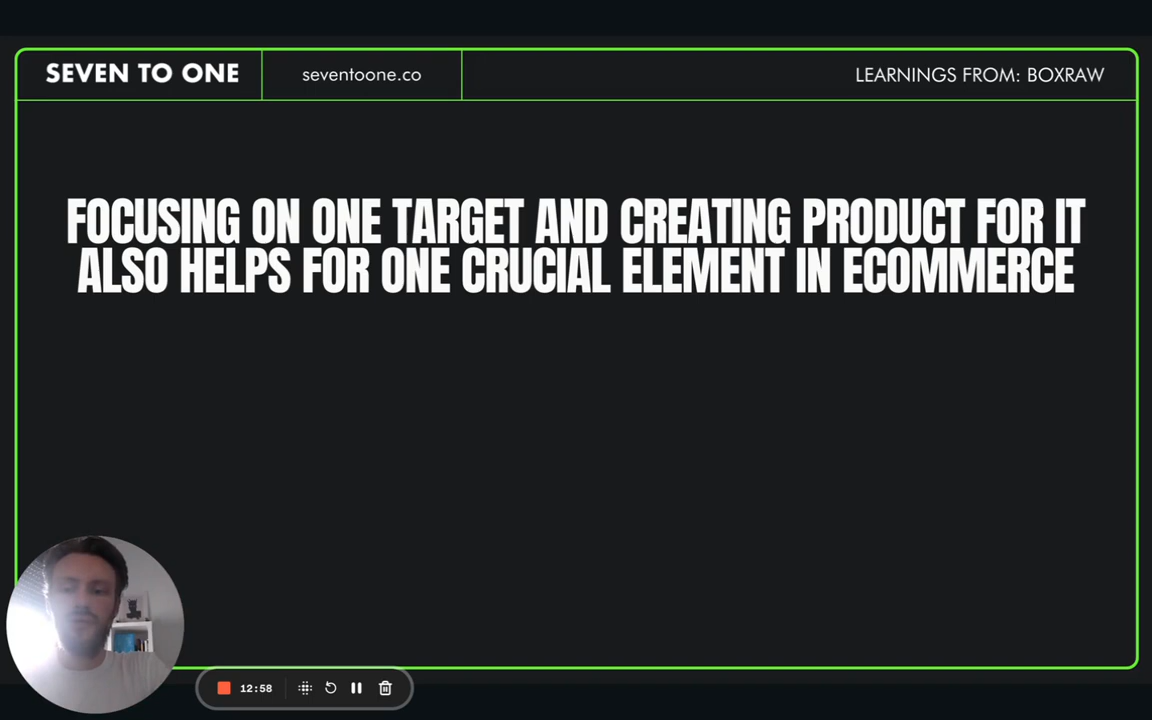 SEVEN TO ONE
seventoone.co
LEARNINGS FROM: BOXRAW
FOCUSING ON ONE TARGET AND CREATING PRODUCT FOR IT
ALSO HELPS FOR ONE CRUCIAL ELEMENT IN ECOMMERCE
12:58